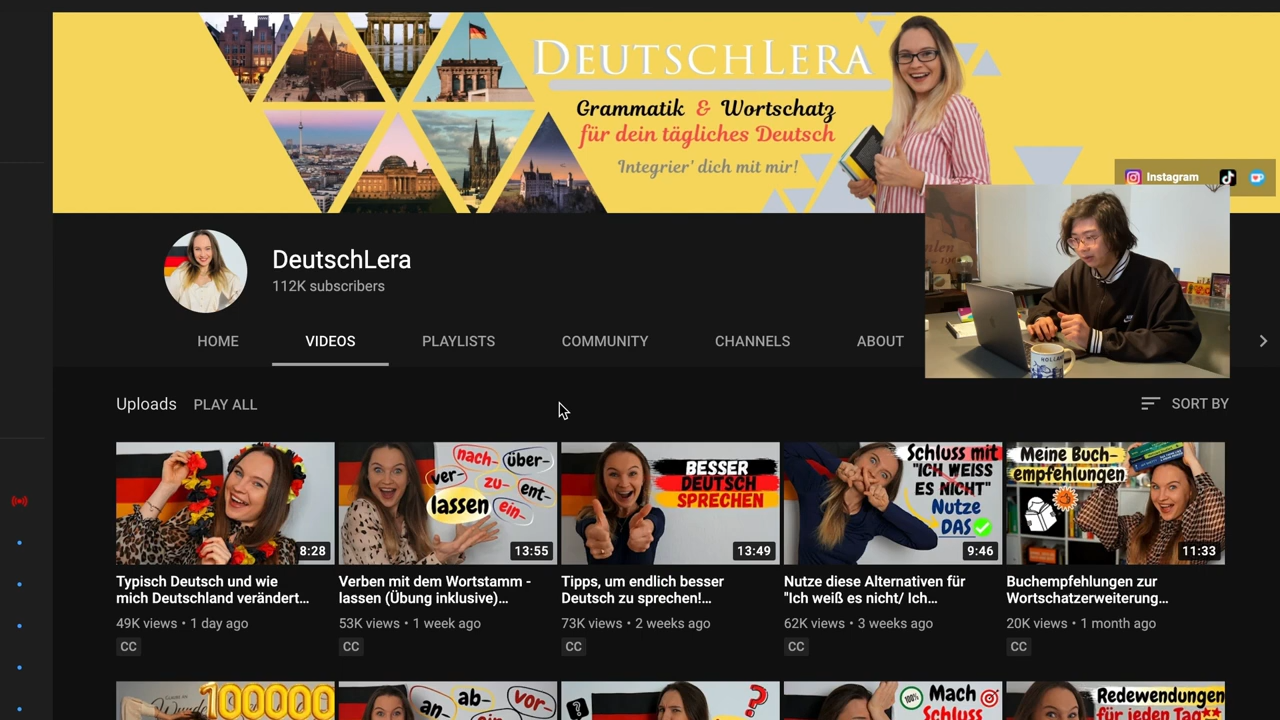 DEUTSCHLERA
Grammatik & Wortschatz
für dein tägliches Deutsch
Integrier' dich mit mir!
Instagram
DeutschLera
112K subscribers
HOME VIDEOS PLAYLISTS COMMUNITY CHANNELS ABOUT
HOLLAND
Uploads PLAY ALL
SORT BY
nach- über-
ver- zu- ent-
lassen ein-
BESSER
DEUTSCH
SPRECHEN
Schluss mit
"ICH WEISS
ES NICHT"
Nutze
DAS
Meine Buch-
empfehlungen
8:28
13:55
13:49
9:46
11:33
Typisch Deutsch und wie
mich Deutschland verändert...
49K views • 1 day ago
CC
Verben mit dem Wortstamm -
lassen (Übung inklusive)...
53K views • 1 week ago
CC
Tipps, um endlich besser
Deutsch zu sprechen!...
73K views • 2 weeks ago
CC
Nutze diese Alternativen für
"Ich weiß es nicht/ Ich...
62K views • 3 weeks ago
CC
Buchempfehlungen zur
Wortschatzerweiterung...
20K views • 1 month ago
CC
100000
an- ab- vor-
100%
Mach
Schluss
Redewendungen
für jeden Tag